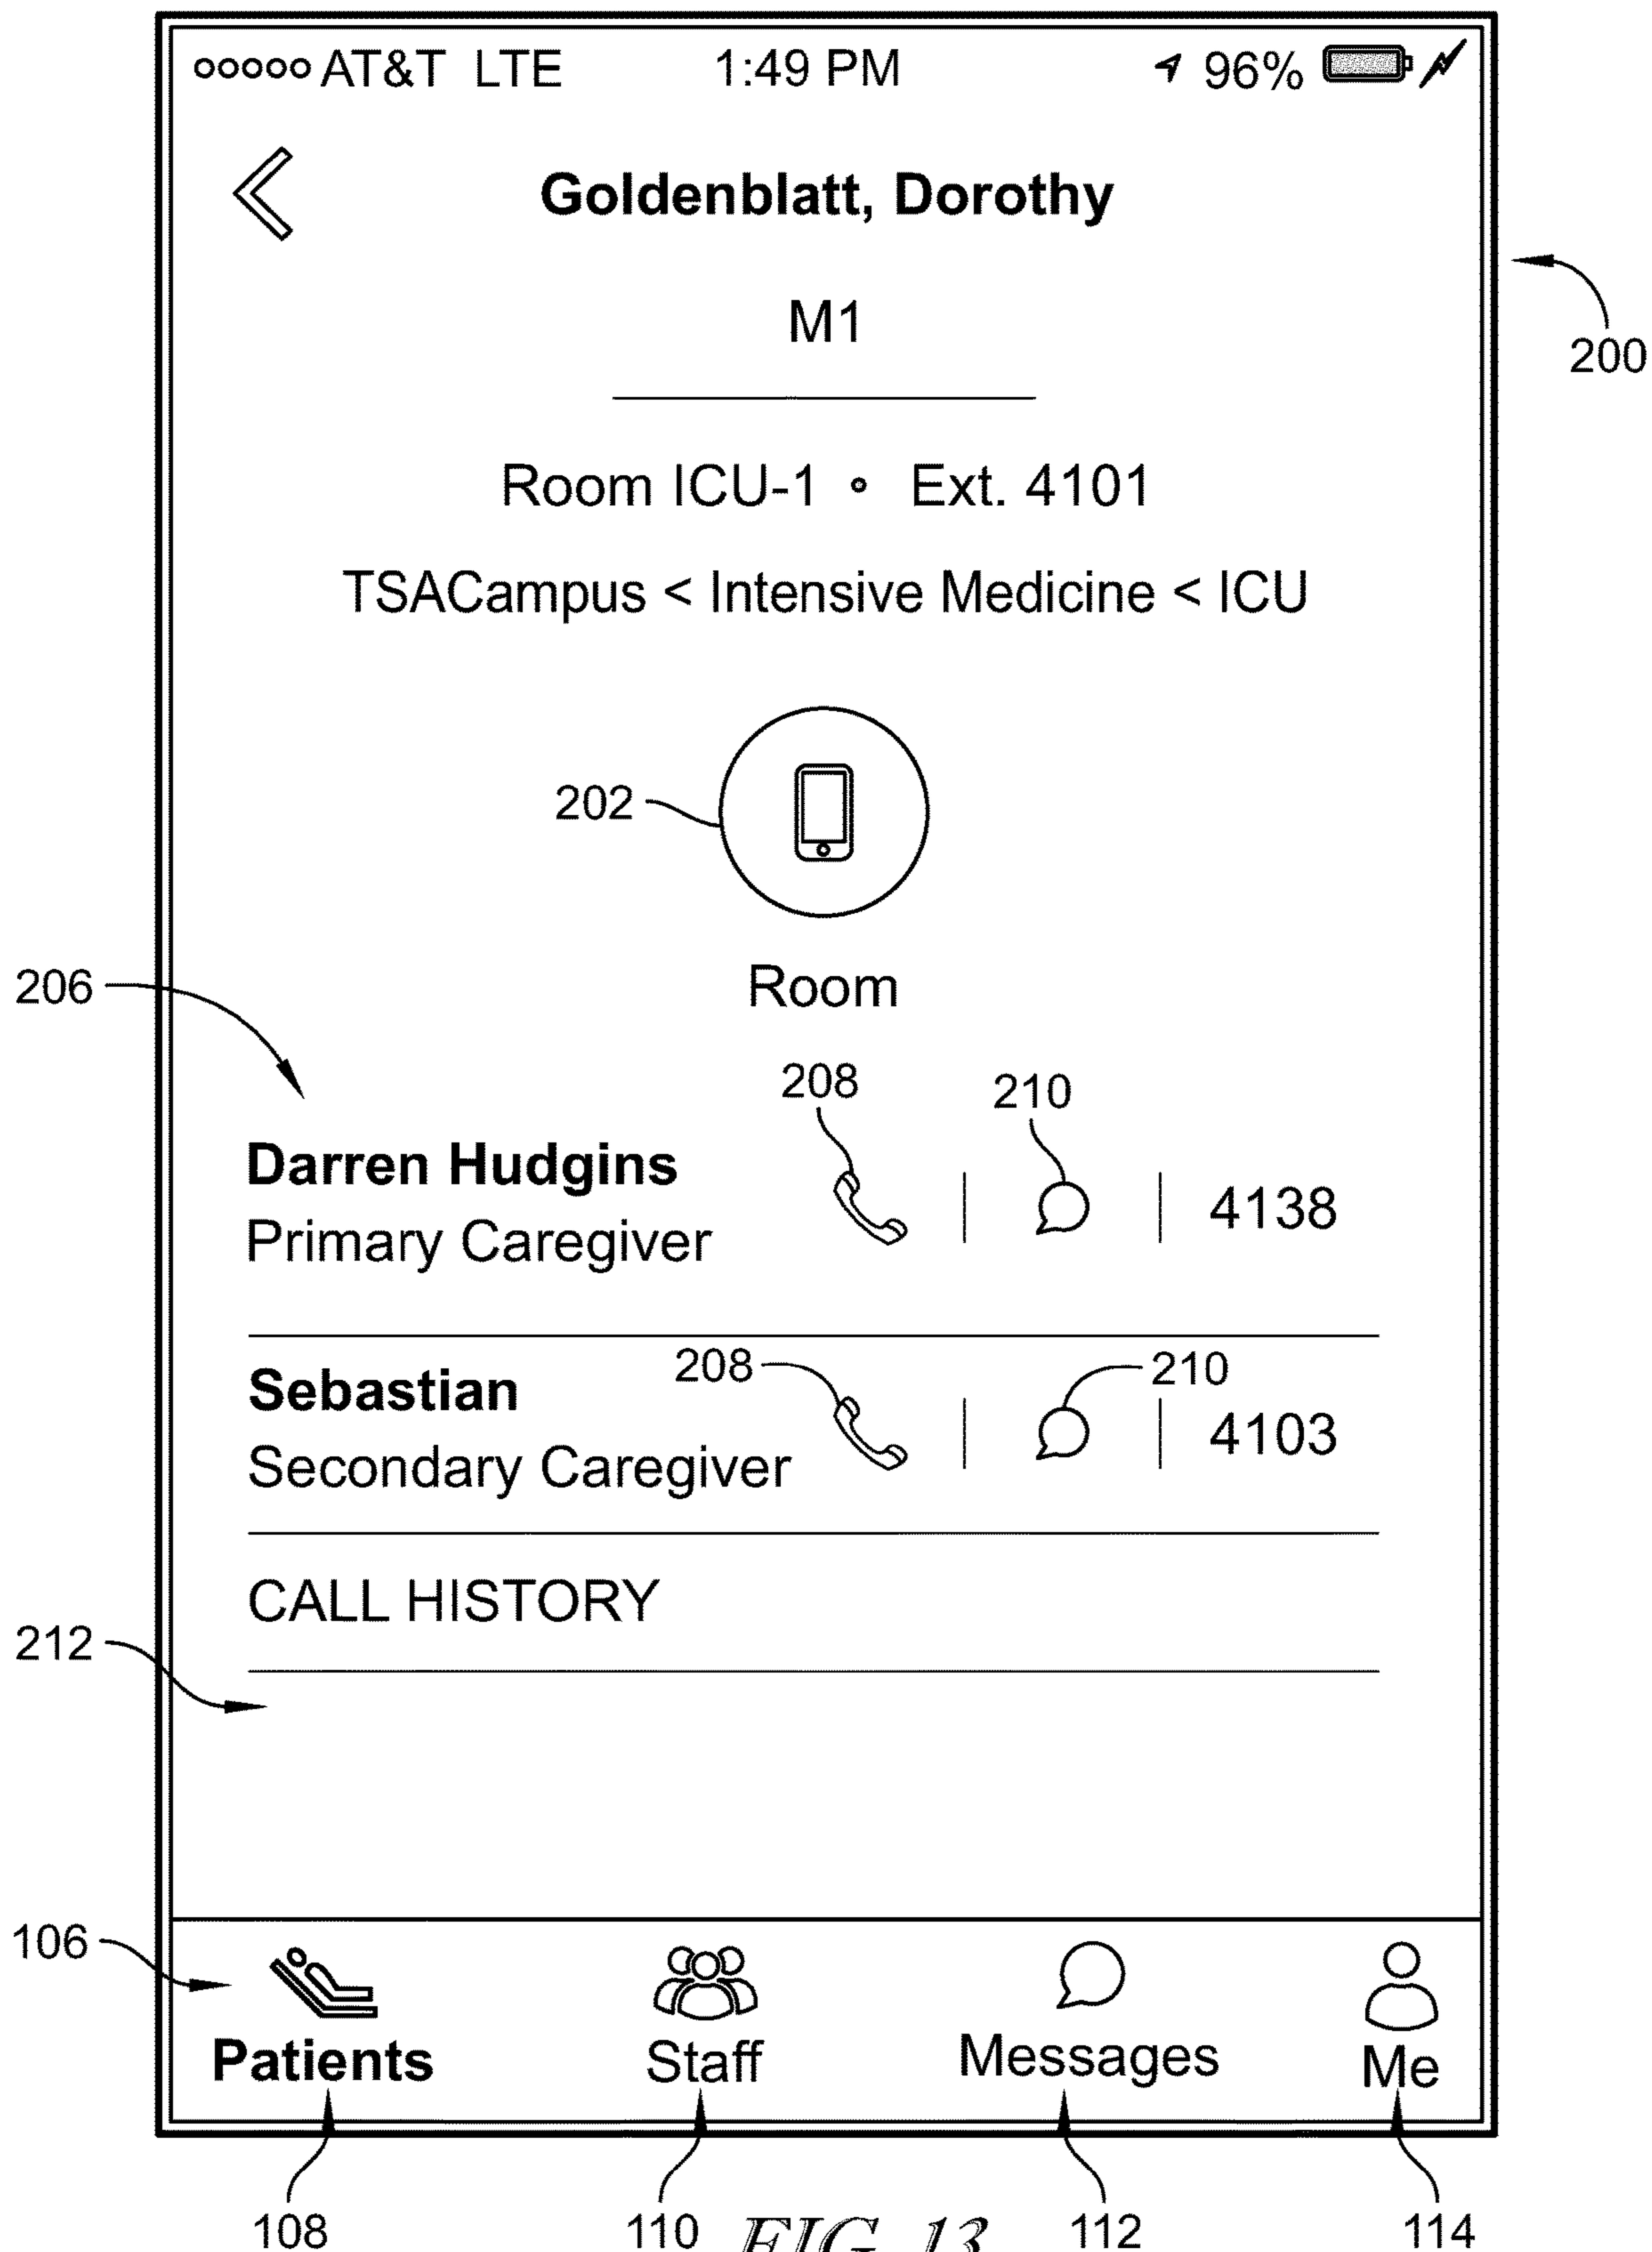 AT&T LTE 1:49 PM 96%
Goldenblatt, Dorothy
M1
200
Room ICU-1 • Ext. 4101
TSACampus < Intensive Medicine < ICU
202
Room
206
208 210
Darren Hudgins
Primary Caregiver
4138
208 210
Sebastian
Secondary Caregiver
4103
CALL HISTORY
212
106
Patients Staff Messages Me
108 110 112 114
FIG. 13